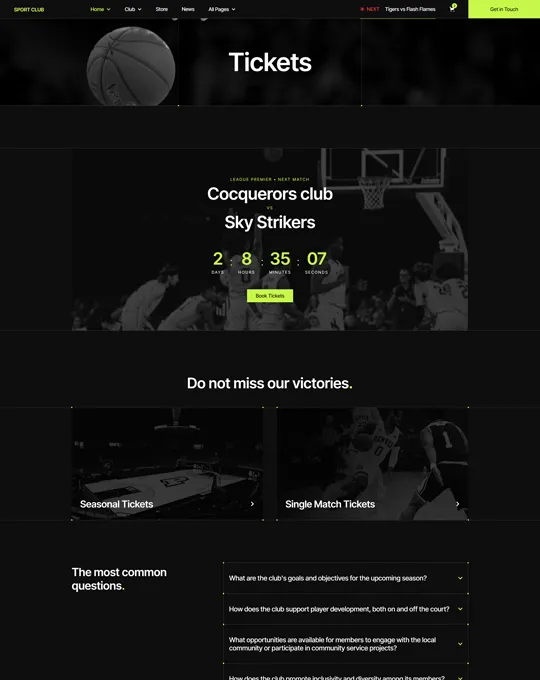 SPORT CLUB
Home
Club
Store
News
All Pages
NEXT
Tigers vs Flash Flames
Get in Touch
Tickets
LEAGUE PREMIER • NEXT MATCH
Cocquerors club
VS
Sky Strikers
2 : 8 : 35 : 07
DAYS HOURS MINUTES SECONDS
Book Tickets
Do not miss our victories.
Seasonal Tickets
Single Match Tickets
The most common
questions.
What are the club's goals and objectives for the upcoming season?
How does the club support player development, both on and off the court?
What opportunities are available for members to engage with the local
community or participate in community service projects?
How does the club promote inclusivity and diversity among its members?